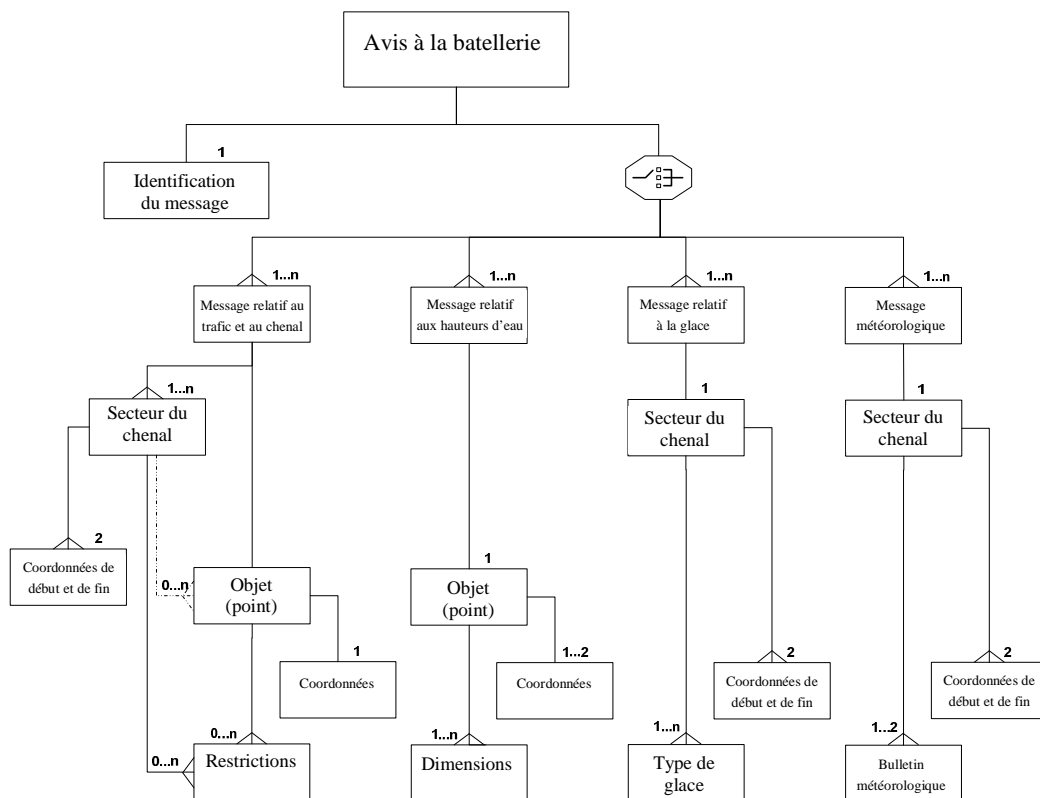 Avis à la batellerie
1
Identification
du message
1...n
1...n
1...n
1...n
Message relatif au
trafic et au chenal
Message relatif
aux hauteurs d'eau
Message relatif
à la glace
Message
météorologique
1...n
Secteur du
chenal
1
Secteur du
chenal
1
Secteur du
chenal
2
Coordonnées de
début et de fin
0...n
Objet
(point)
1
Objet
(point)
1
Coordonnées
1...2
Coordonnées
2
Coordonnées de
début et de fin
2
Coordonnées de
début et de fin
0...n
0...n
Restrictions
1...n
Dimensions
1...n
Type de
glace
1...2
Bulletin
météorologique